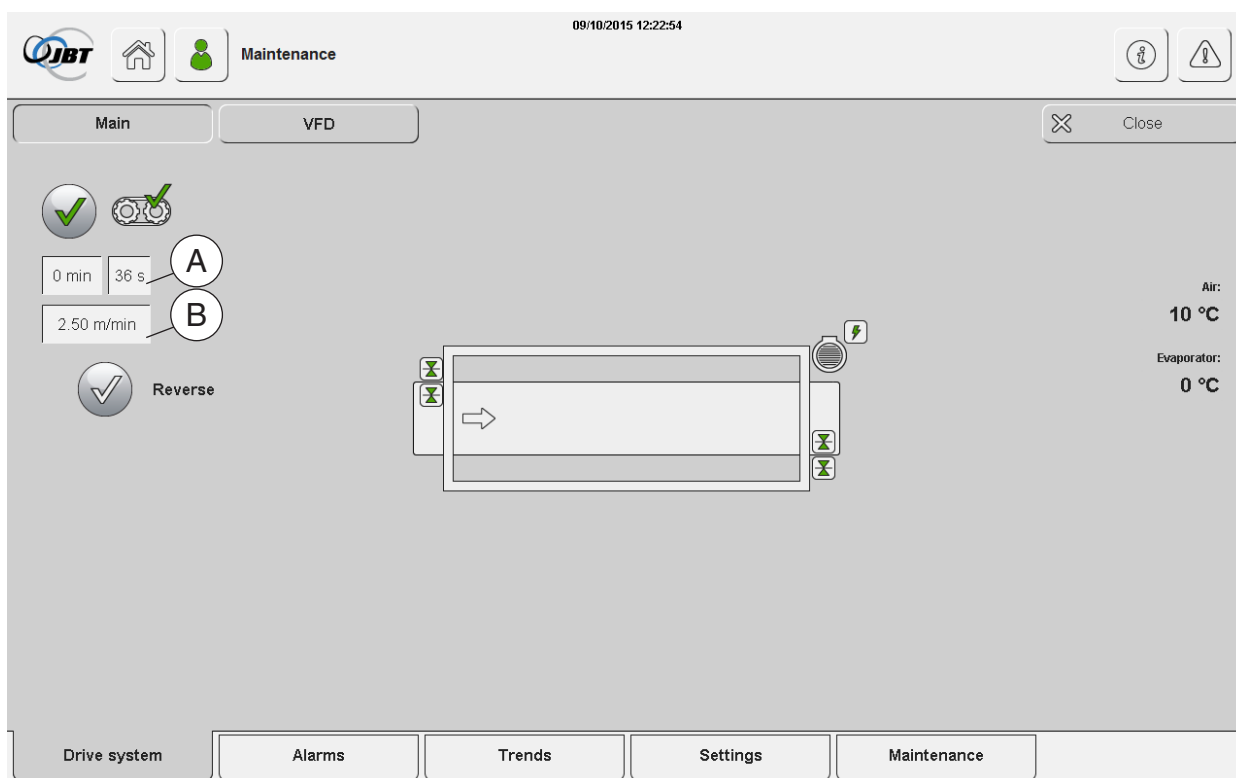 09/10/2015 12:22:54
JBT
Maintenance
Main
VFD
Close
0 min
36 s
A
2.50 m/min
B
Reverse
Air:
10 °C
Evaporator:
0 °C
Drive system
Alarms
Trends
Settings
Maintenance